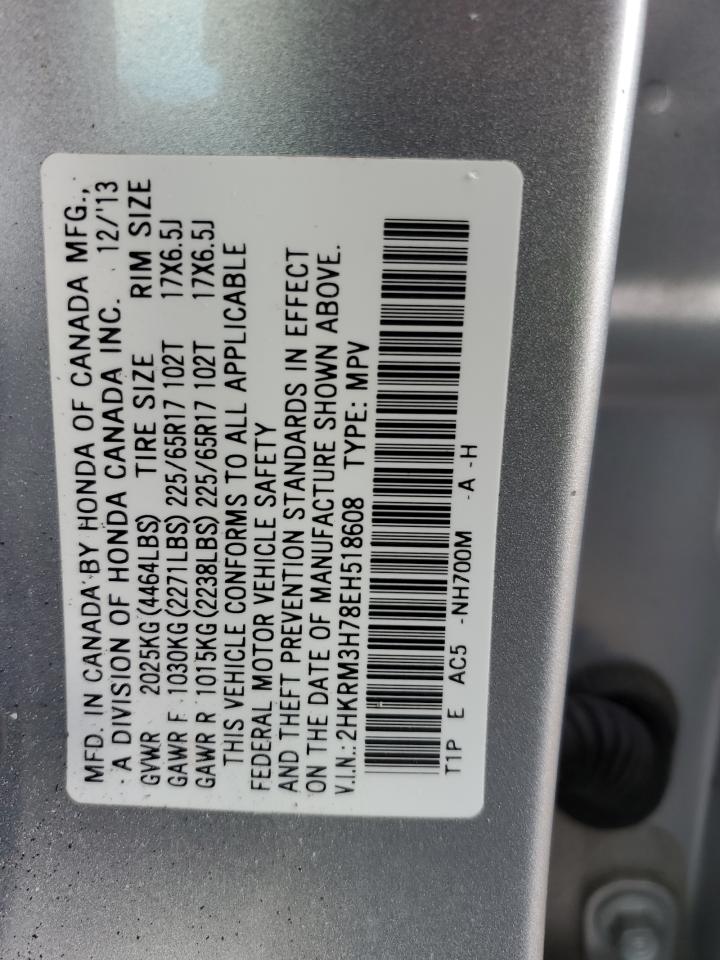 MFD. IN CANADA BY HONDA OF CANADA MFG.,
A DIVISION OF HONDA CANADA INC. 12/'13
GVWR 2025KG(4464LBS) TIRE SIZE RIM SIZE
GAWR F 1030KG(2271LBS) 225/65R17 102T 17X6.5J
GAWR R 1015KG(2238LBS) 225/65R17 102T 17X6.5J
THIS VEHICLE CONFORMS TO ALL APPLICABLE
FEDERAL MOTOR VEHICLE SAFETY
AND THEFT PREVENTION STANDARDS IN EFFECT
ON THE DATE OF MANUFACTURE SHOWN ABOVE.
V.I.N.: 2HKRM3H78EH518608 TYPE: MPV
T1P E AC5 -NH700M -A -H